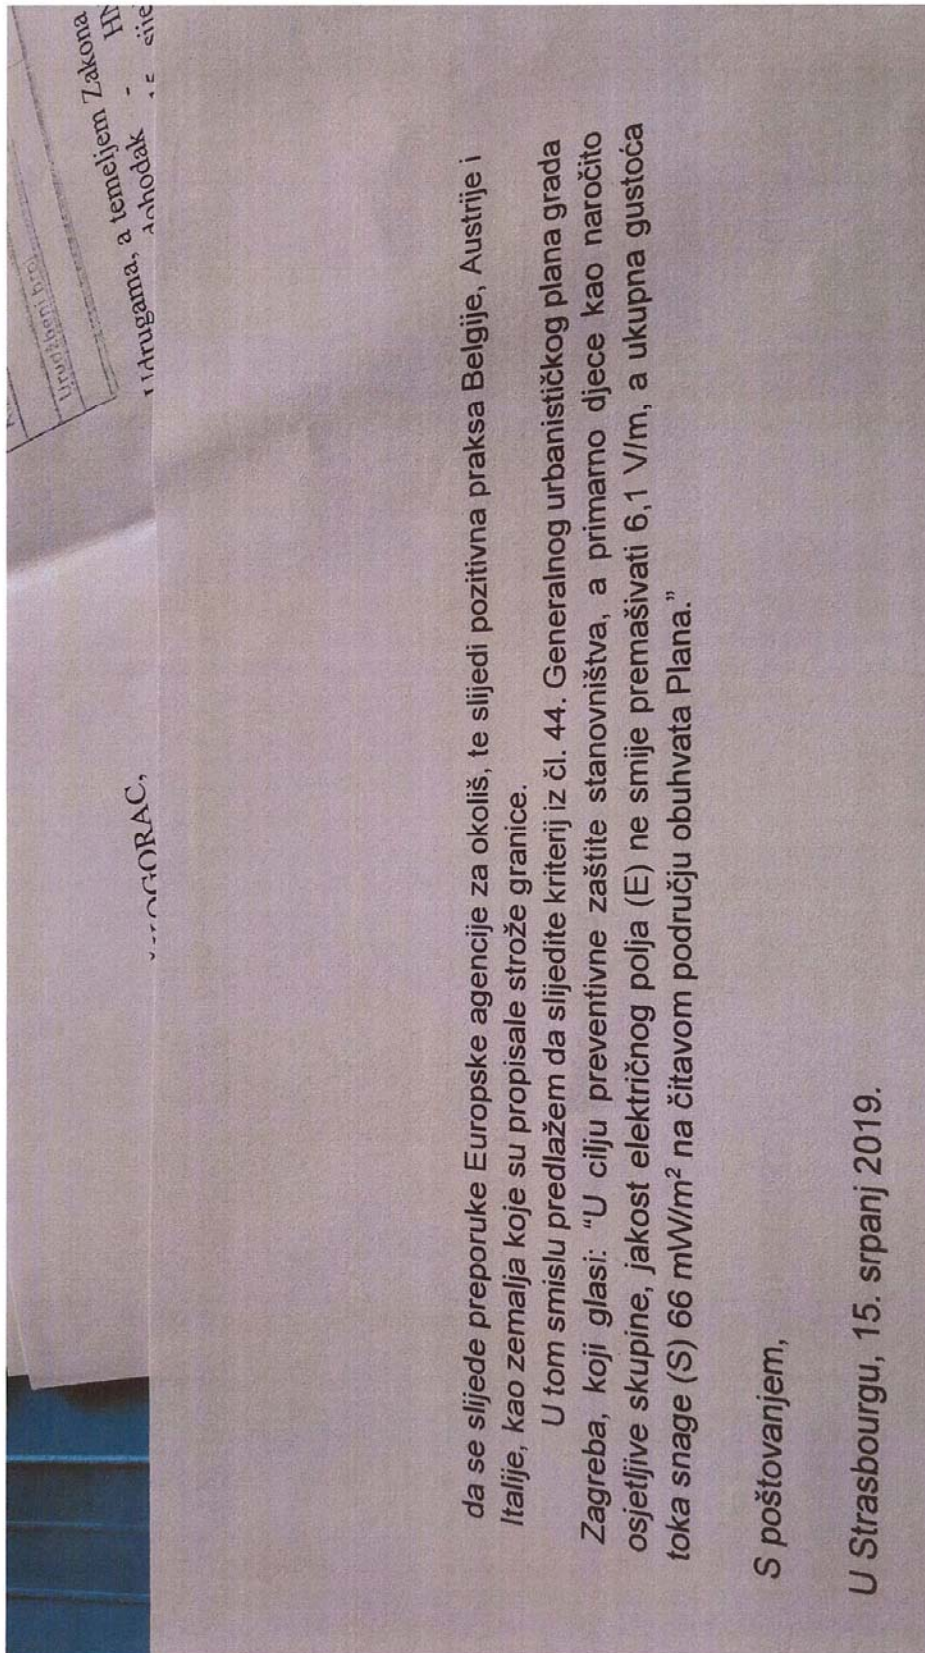 Urudžbeni broj
Udrugama, a temeljem Zakona
dohodak -
GORAC,
da se slijede preporuke Europske agencije za okoliš, te slijedi pozitivna praksa Belgije, Austrije i
Italije, kao zemalja koje su propisale strože granice.
U tom smislu predlažem da slijedite kriterij iz čl. 44. Generalnog urbanističkog plana grada
Zagreba, koji glasi: “U cilju preventivne zaštite stanovništva, a primarno djece kao naročito
osjetljive skupine, jakost električnog polja (E) ne smije premašivati 6,1 V/m, a ukupna gustoća
toka snage (S) 66 mW/m² na čitavom području obuhvata Plana.”
S poštovanjem,
U Strasbourgu, 15. srpanj 2019.